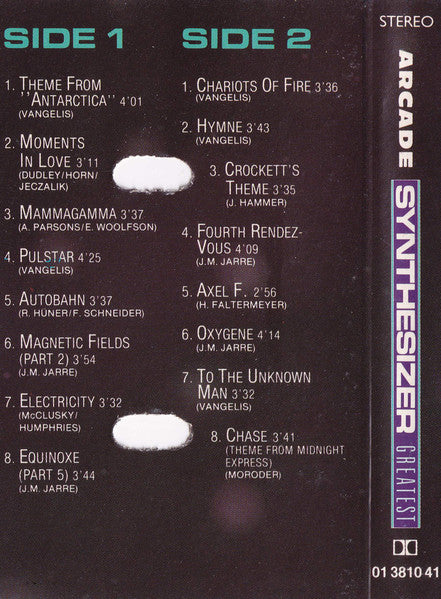 SIDE 1
1. THEME FROM
"ANTARCTICA" 4'01
(VANGELIS)
2. MOMENTS
IN LOVE 3'11
(DUDLEY/HORN/
JECZALIK)
3. MAMMAGAMMA 3'37
(A. PARSONS/E. WOOLFSON)
4. PULSTAR 4'25
(VANGELIS)
5. AUTOBAHN 3'37
(R. HÜNER/F. SCHNEIDER)
6. MAGNETIC FIELDS
(PART 2) 3'54
(J.M. JARRE)
7. ELECTRICITY 3'32
(McCLUSKY/
HUMPHRIES)
8. EQUINOXE
(PART 5) 3'44
(J.M. JARRE)
SIDE 2
1. CHARIOTS OF FIRE 3'36
(VANGELIS)
2. HYMNE 3'43
(VANGELIS)
3. CROCKETT'S
THEME 3'35
(J. HAMMER)
4. FOURTH RENDEZ-
VOUS 4'09
(J.M. JARRE)
5. AXEL F. 2'56
(H. FALTERMEYER)
6. OXYGENE 4'14
(J.M. JARRE)
7. TO THE UNKNOWN
MAN 3'32
(VANGELIS)
8. CHASE 3'41
(THEME FROM MIDNIGHT
EXPRESS)
(MORODER)
STEREO
ARCADE
SYNTHESIZER
GREATEST
01 3810 41